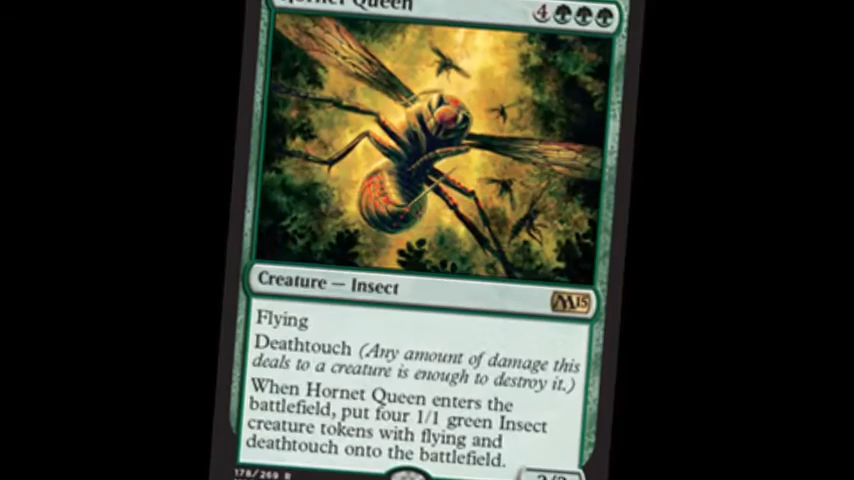 Hornet Queen 4
Creature — Insect M15
Flying
Deathtouch (Any amount of damage this
deals to a creature is enough to destroy it.)
When Hornet Queen enters the
battlefield, put four 1/1 green Insect
creature tokens with flying and
deathtouch onto the battlefield.
178/269 R
2/2